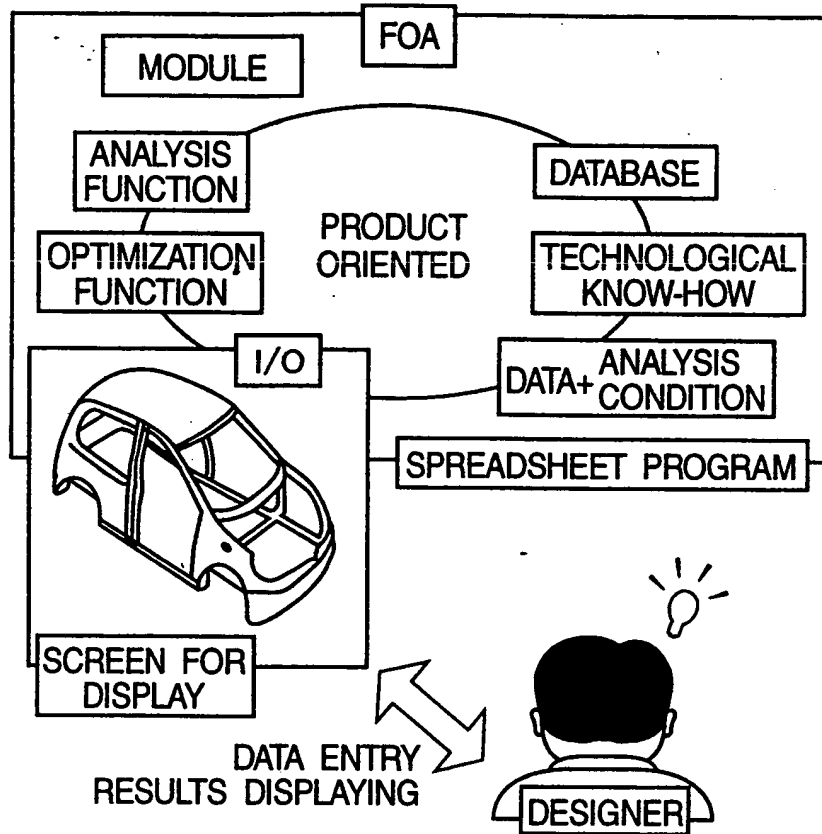 FOA
MODULE
ANALYSIS
FUNCTION
DATABASE
PRODUCT
ORIENTED
OPTIMIZATION
FUNCTION
TECHNOLOGICAL
KNOW-HOW
I/O
DATA+ ANALYSIS
CONDITION
SPREADSHEET PROGRAM
SCREEN FOR
DISPLAY
DATA ENTRY
RESULTS DISPLAYING
DESIGNER